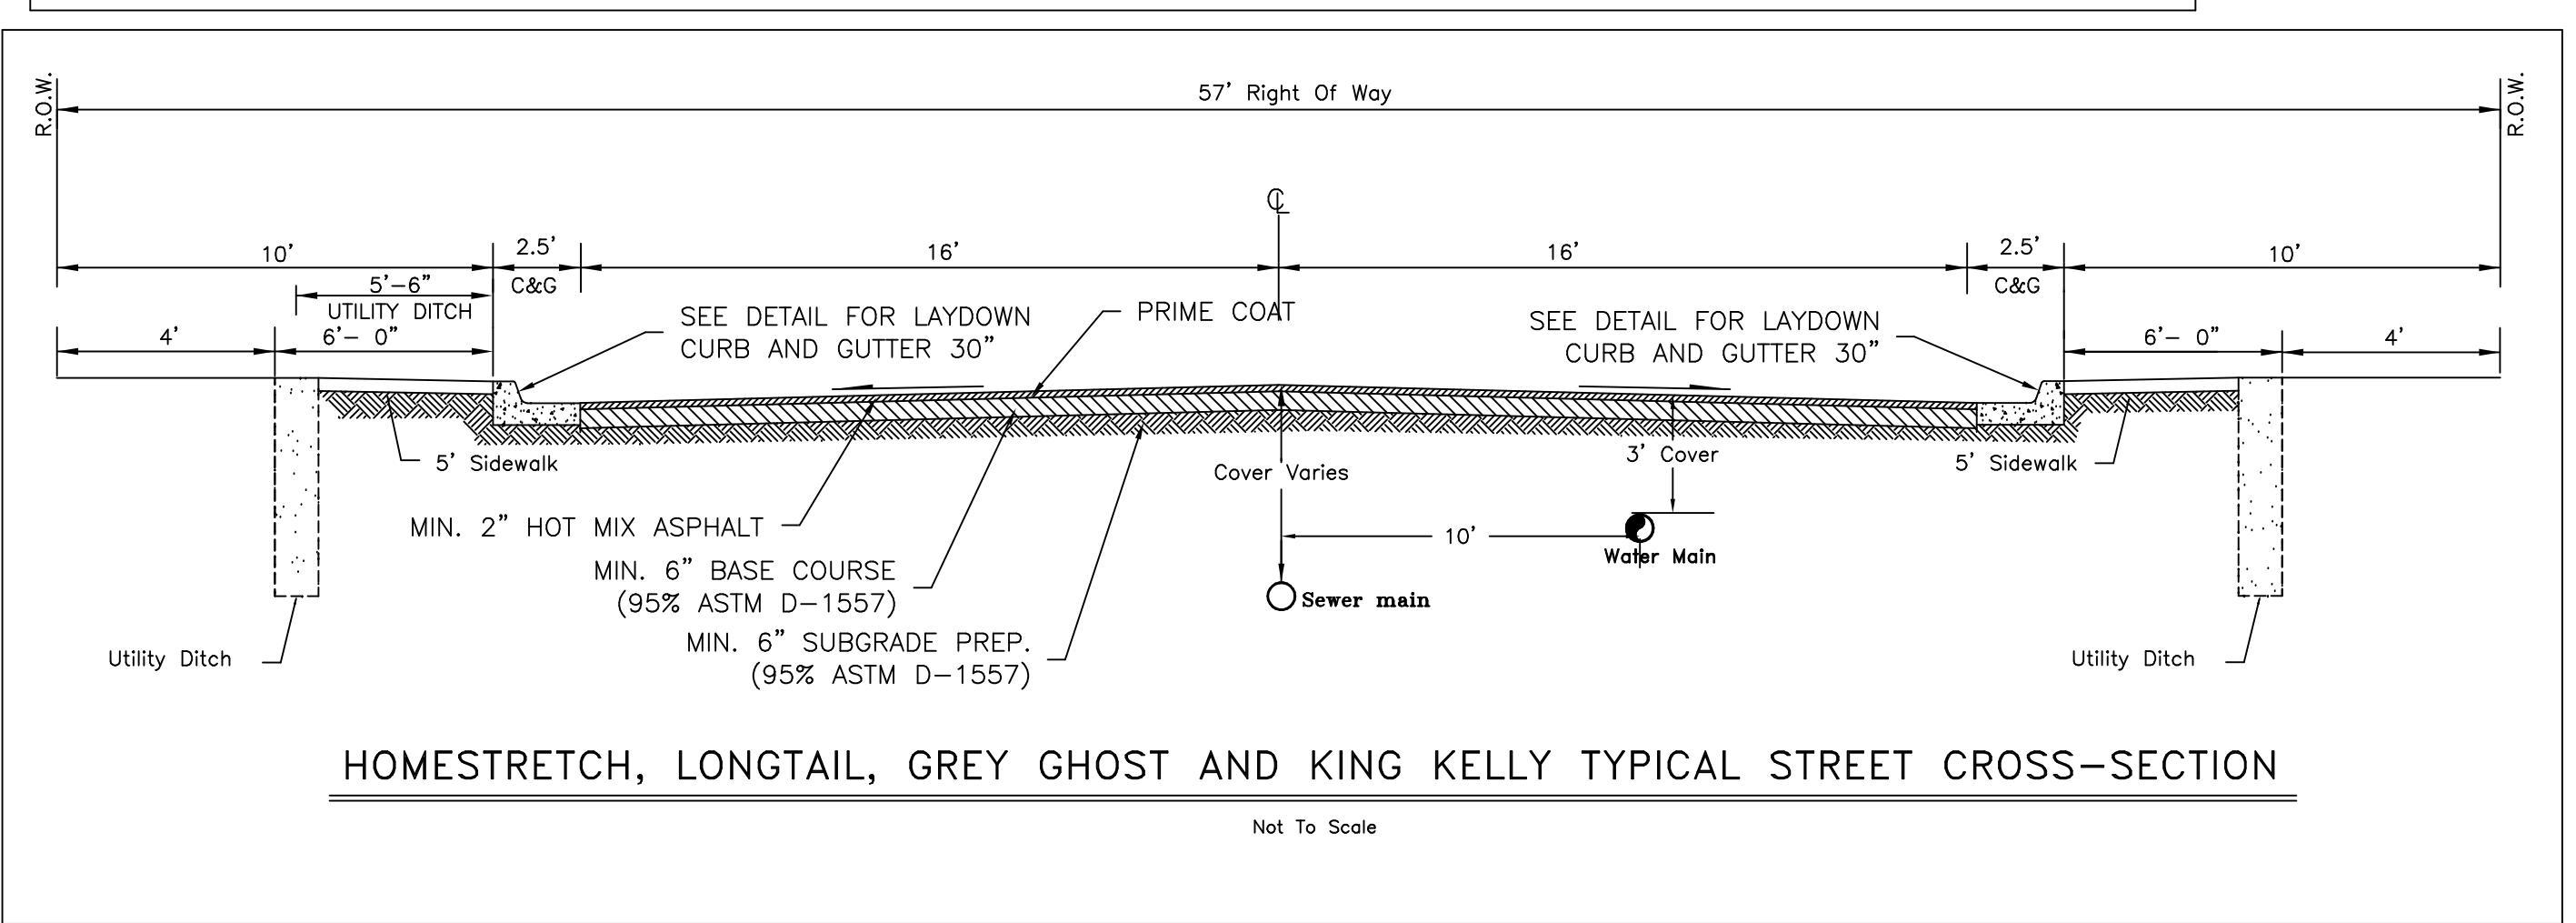 57’ Right Of Way
R.O.W.
R.O.W.
℄
10’
2.5’
16’
16’
2.5’
10’
C&G
C&G
5’-6”
UTILITY DITCH
4'
6’- 0”
6’- 0”
4'
SEE DETAIL FOR LAYDOWN
CURB AND GUTTER 30”
PRIME COAT
SEE DETAIL FOR LAYDOWN
CURB AND GUTTER 30”
5’ Sidewalk
Cover Varies
3’ Cover
5’ Sidewalk
MIN. 2” HOT MIX ASPHALT
10’
Water Main
MIN. 6” BASE COURSE
(95% ASTM D-1557)
Sewer main
MIN. 6” SUBGRADE PREP.
(95% ASTM D-1557)
Utility Ditch
Utility Ditch
HOMESTRETCH, LONGTAIL, GREY GHOST AND KING KELLY TYPICAL STREET CROSS-SECTION
Not To Scale